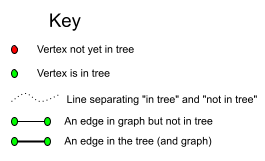 Key
Vertex not yet in tree
Vertex is in tree
Line separating "in tree" and "not in tree"
An edge in graph but not in tree
An edge in the tree (and graph)